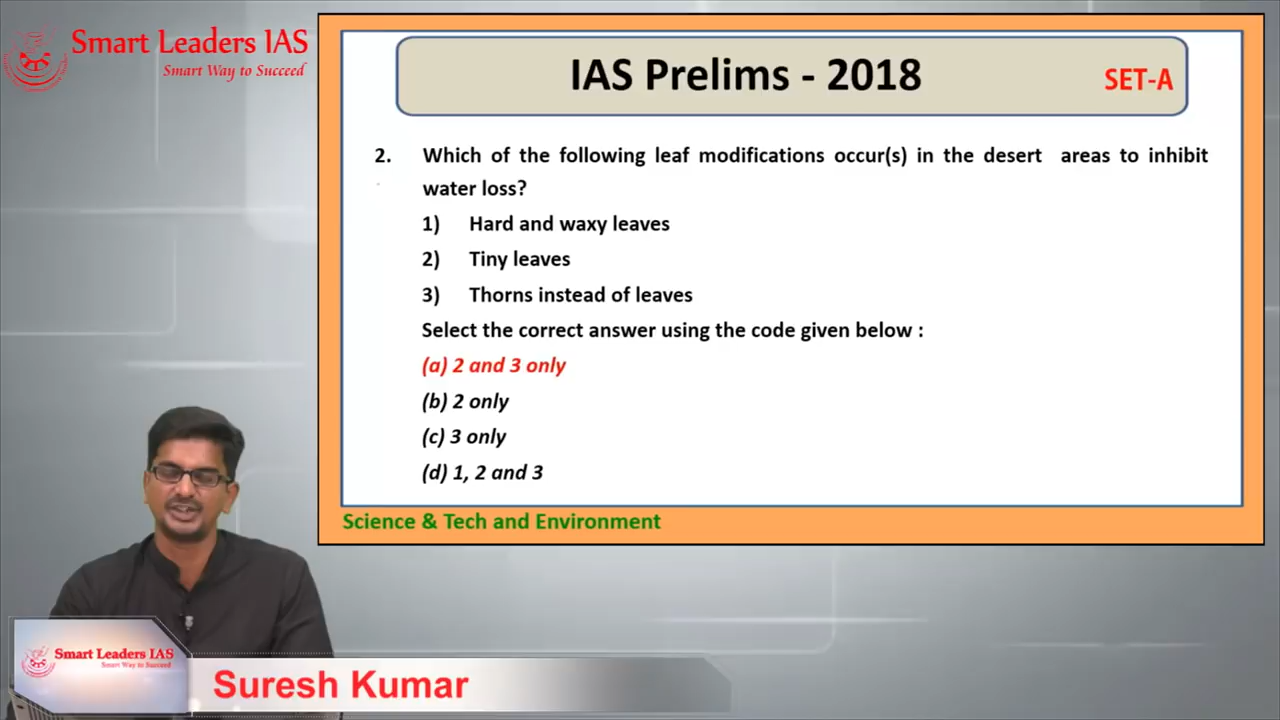 Smart Leaders IAS
Smart Way to Succeed
IAS Prelims - 2018
SET-A
2. Which of the following leaf modifications occur(s) in the desert areas to inhibit
water loss?
1) Hard and waxy leaves
2) Tiny leaves
3) Thorns instead of leaves
Select the correct answer using the code given below :
(a) 2 and 3 only
(b) 2 only
(c) 3 only
(d) 1, 2 and 3
Science & Tech and Environment
Smart Leaders IAS
Smart Way to Succeed
Suresh Kumar